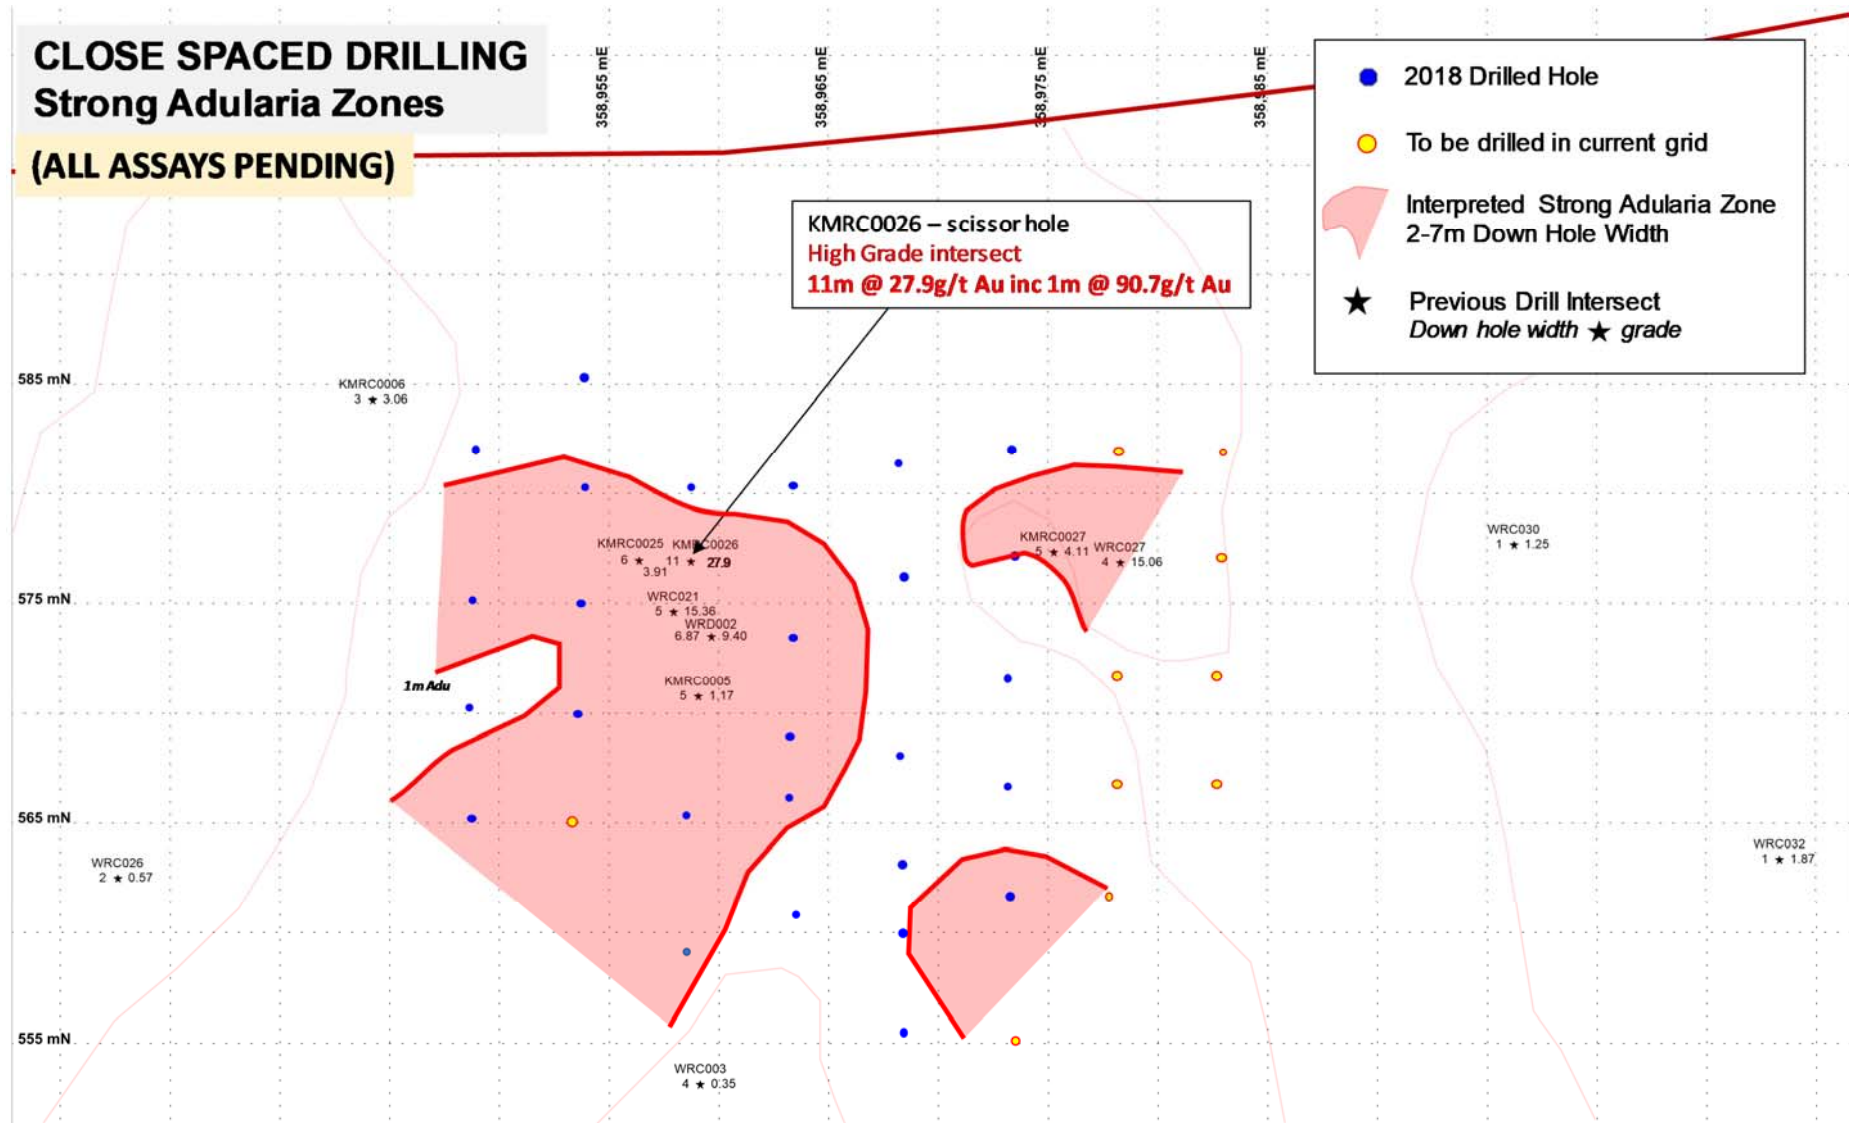 CLOSE SPACED DRILLING
Strong Adularia Zones
(ALL ASSAYS PENDING)
358,955 mE
358,965 mE
358,975 mE
358,985 mE
2018 Drilled Hole
To be drilled in current grid
Interpreted Strong Adularia Zone
2-7m Down Hole Width
Previous Drill Intersect
Down hole width ★ grade
KMRC0026 – scissor hole
High Grade intersect
11m @ 27.9g/t Au inc 1m @ 90.7g/t Au
585 mN
KMRC0006
3 ★ 3.06
KMRC0025
6 ★
3.91
KMRC0026
11 ★ 27.9
KMRC0027
5 ★ 4.11
WRC027
4 ★ 15.06
WRC030
1 ★ 1.25
575 mN
WRC021
5 ★ 15.36
WRD002
6.87 ★ 9.40
KMRC0005
5 ★ 1.17
1m Adu
565 mN
WRC026
2 ★ 0.57
WRC032
1 ★ 1.87
555 mN
WRC003
4 ★ 0.35